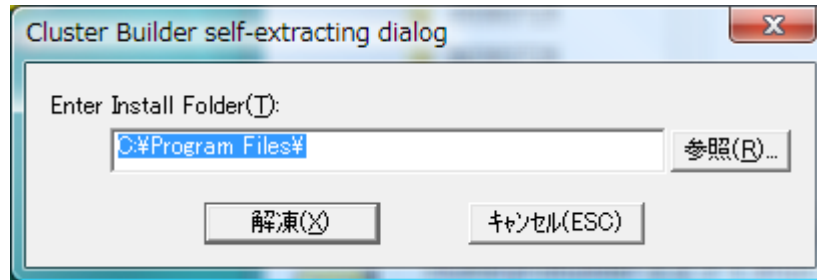 Cluster Builder self-extracting dialog
Enter Install Folder(T):
C:¥Program Files¥
参照(R)...
解凍(X)
ｷｬﾝｾﾙ(ESC)